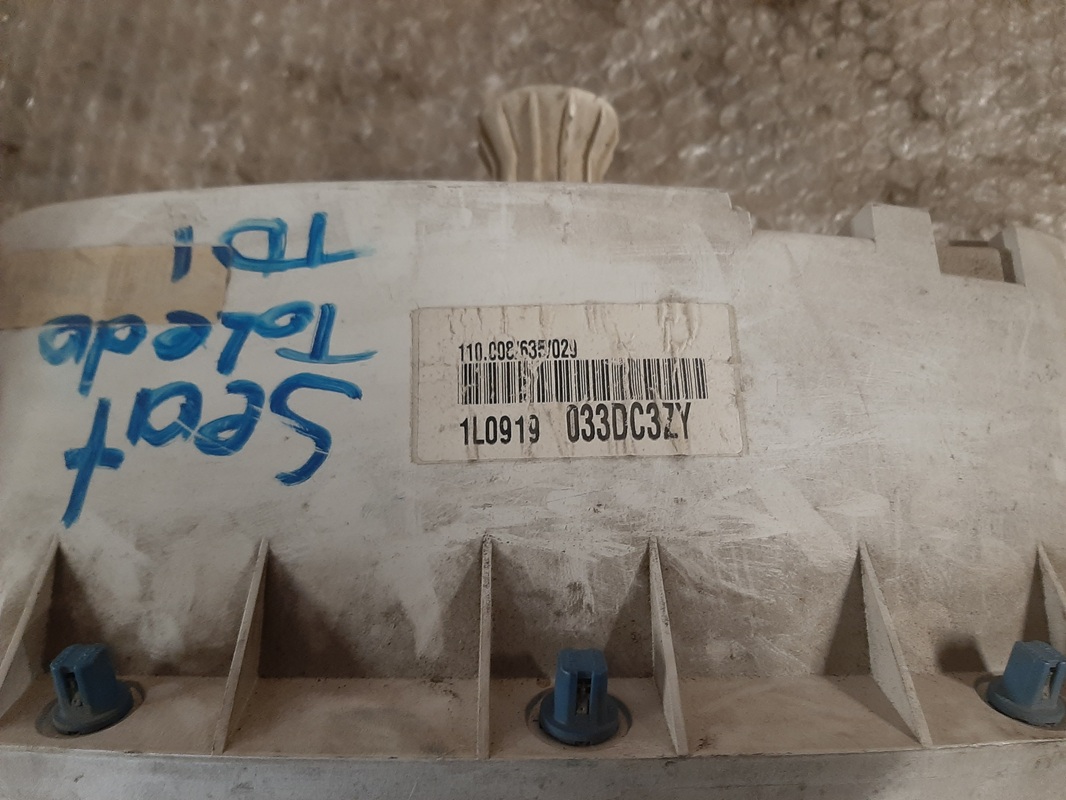 Seat
Toledo
TDI
110.008/635/029
1L0919 033DC3ZY